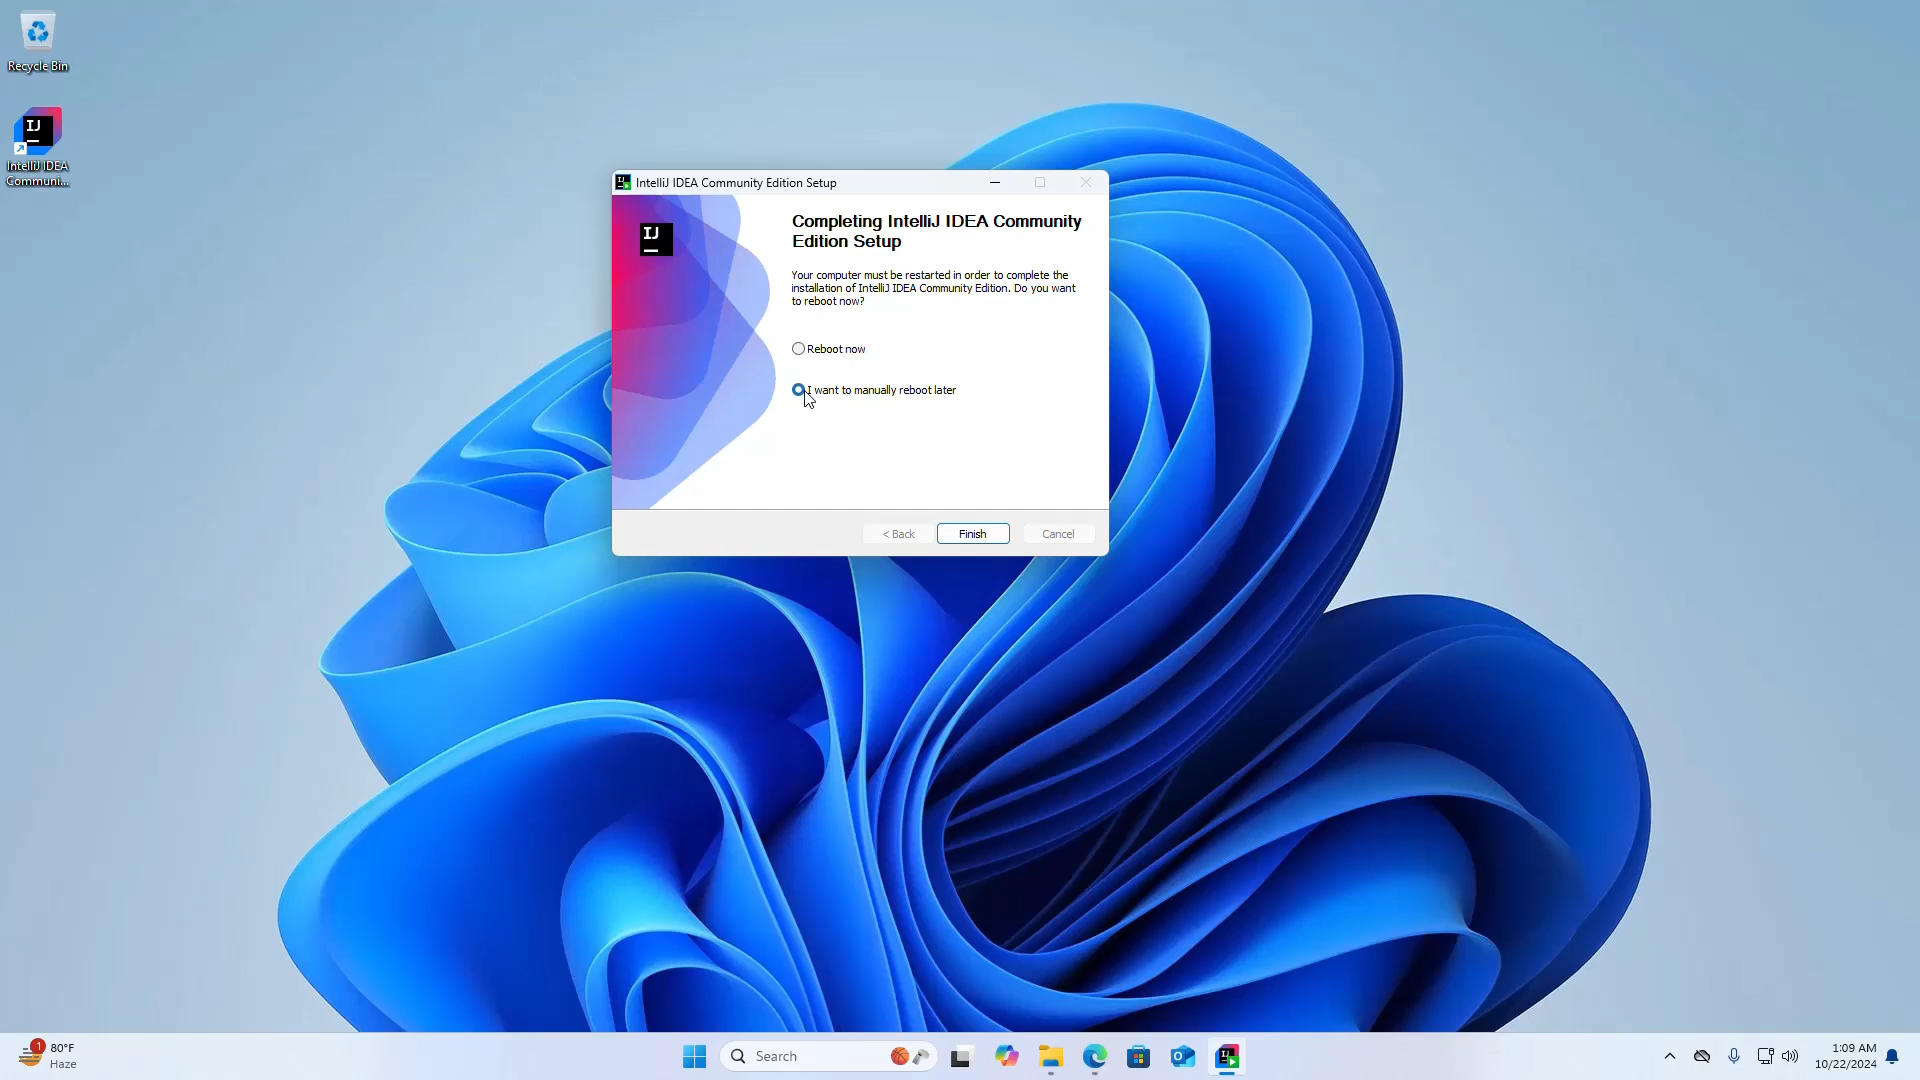 Recycle Bin
IJ
IntelliJ IDEA
Communi...
IntelliJ IDEA Community Edition Setup
IJ
Completing IntelliJ IDEA Community
Edition Setup
Your computer must be restarted in order to complete the
installation of IntelliJ IDEA Community Edition. Do you want
to reboot now?
Reboot now
I want to manually reboot later
< Back
Finish
Cancel
1
80°F
Haze
Search
1:09 AM
10/22/2024